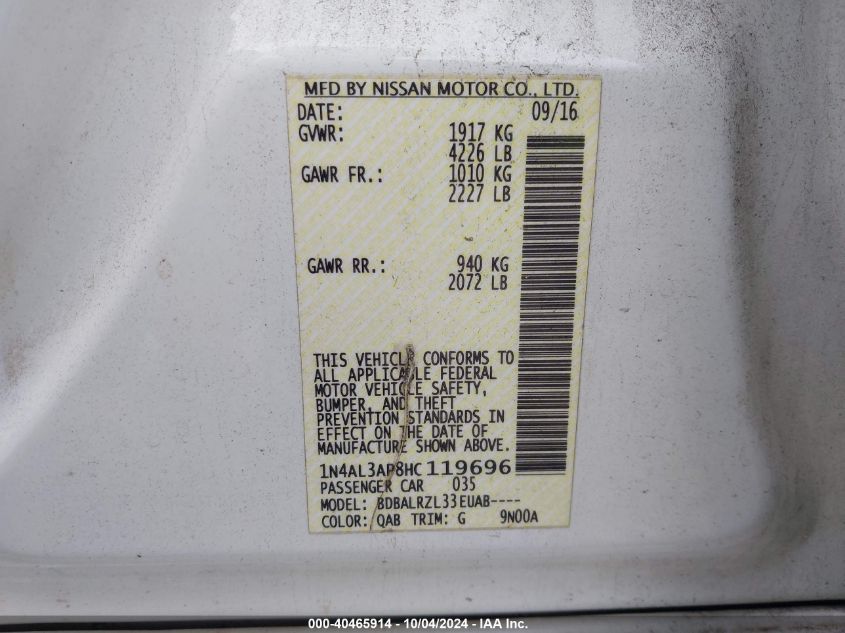 MFD BY NISSAN MOTOR CO., LTD.
DATE: 09/16
GVWR: 1917 KG
4226 LB
GAWR FR.: 1010 KG
2227 LB
GAWR RR.: 940 KG
2072 LB
THIS VEHICLE CONFORMS TO
ALL APPLICABLE FEDERAL
MOTOR VEHICLE SAFETY,
BUMPER, AND THEFT
PREVENTION STANDARDS IN
EFFECT ON THE DATE OF
MANUFACTURE SHOWN ABOVE.
1N4AL3AP8HC119696
PASSENGER CAR 035
MODEL: BDBALRZL33EUAB----
COLOR: QAB TRIM: G 9N00A
000-40465914 - 10/04/2024 - IAA Inc.